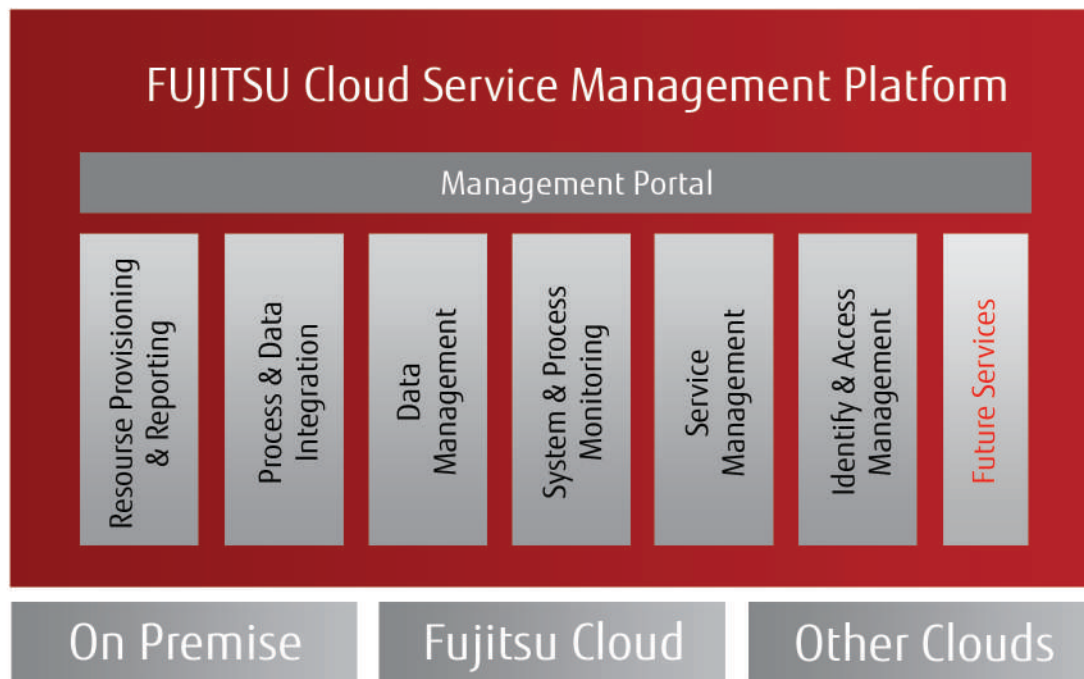 FUJITSU Cloud Service Management Platform
Management Portal
Resourse Provisioning
& Reporting
Process & Data
Integration
Data
Management
System & Process
Monitoring
Service
Management
Identify & Access
Management
Future Services
On Premise
Fujitsu Cloud
Other Clouds